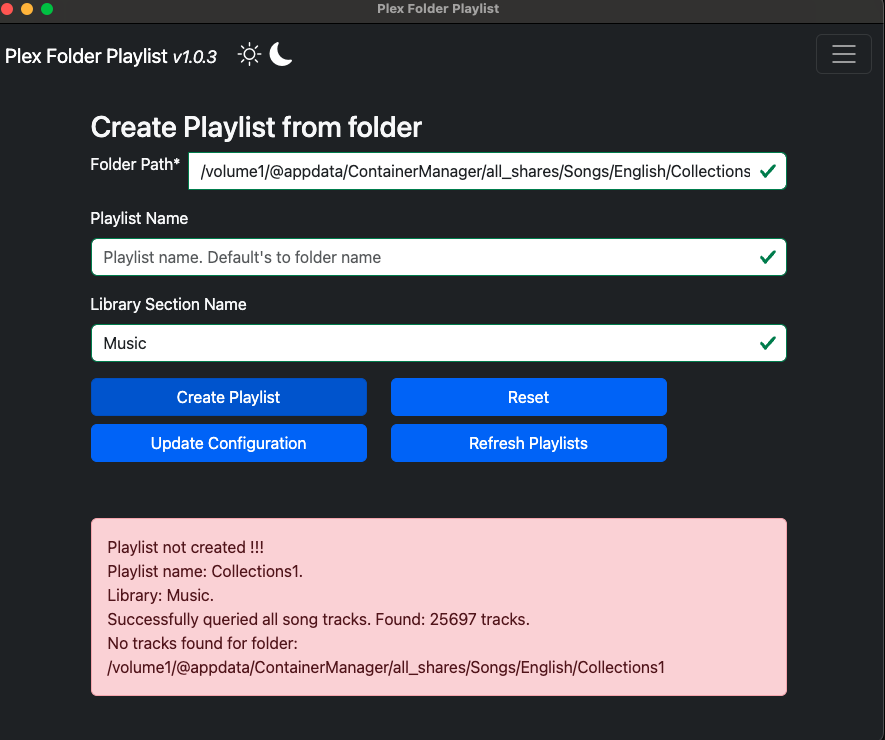 Plex Folder Playlist
Plex Folder Playlist v1.0.3
Create Playlist from folder
Folder Path* /volume1/@appdata/ContainerManager/all_shares/Songs/English/Collections
Playlist Name
Playlist name. Default's to folder name
Library Section Name
Music
Create Playlist Reset
Update Configuration Refresh Playlists
Playlist not created !!!
Playlist name: Collections1.
Library: Music.
Successfully queried all song tracks. Found: 25697 tracks.
No tracks found for folder:
/volume1/@appdata/ContainerManager/all_shares/Songs/English/Collections1